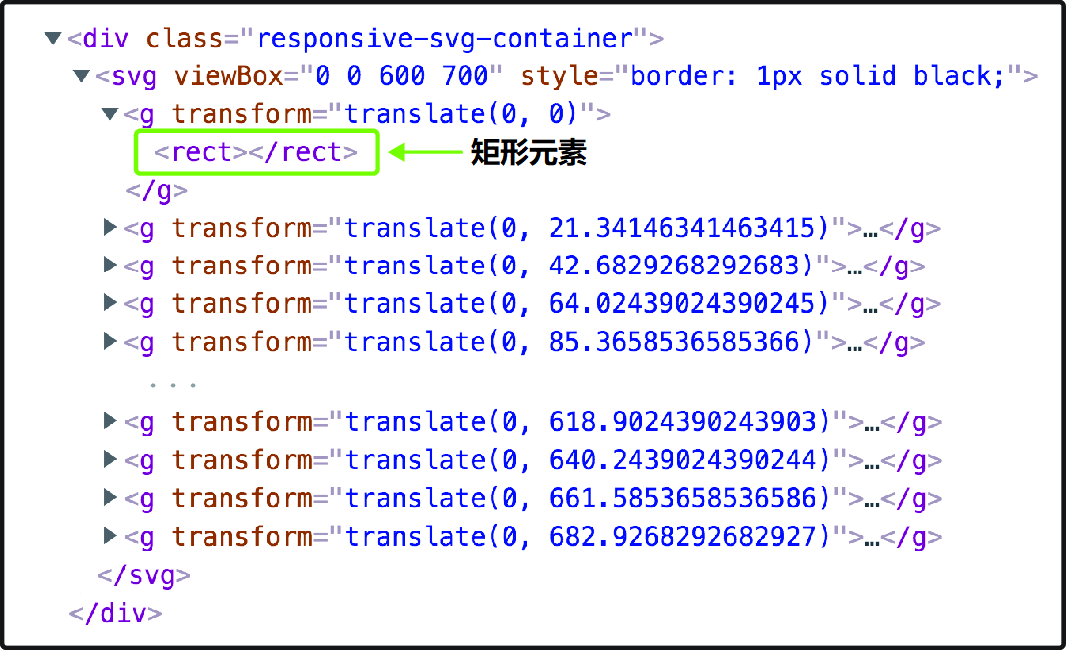 ▼<div class="responsive-svg-container">
▼<svg viewBox="0 0 600 700" style="border: 1px solid black;">
▼<g transform="translate(0, 0)">
<rect></rect> 矩形元素
</g>
▶<g transform="translate(0, 21.34146341463415)">…</g>
▶<g transform="translate(0, 42.6829268292683)">…</g>
▶<g transform="translate(0, 64.02439024390245)">…</g>
▶<g transform="translate(0, 85.3658536585366)">…</g>
...
▶<g transform="translate(0, 618.9024390243903)">…</g>
▶<g transform="translate(0, 640.2439024390244)">…</g>
▶<g transform="translate(0, 661.5853658536586)">…</g>
▶<g transform="translate(0, 682.9268292682927)">…</g>
</svg>
</div>